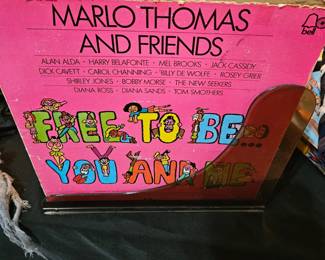 MARLO THOMAS
AND FRIENDS
bell
ALAN ALDA · HARRY BELAFONTE · MEL BROOKS · JACK CASSIDY
DICK CAVETT · CAROL CHANNING · BILLY DE WOLFE · ROSEY GRIER
SHIRLEY JONES · BOBBY MORSE · THE NEW SEEKERS
DIANA ROSS · DIANA SANDS · TOM SMOTHERS
FREE TO BE...
YOU AND ME